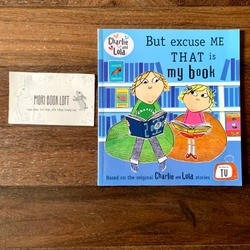 MORI BOOK LOFT
Charlie and Lola
But excuse ME
THAT is
my book
Based on the original Charlie and Lola stories
TV